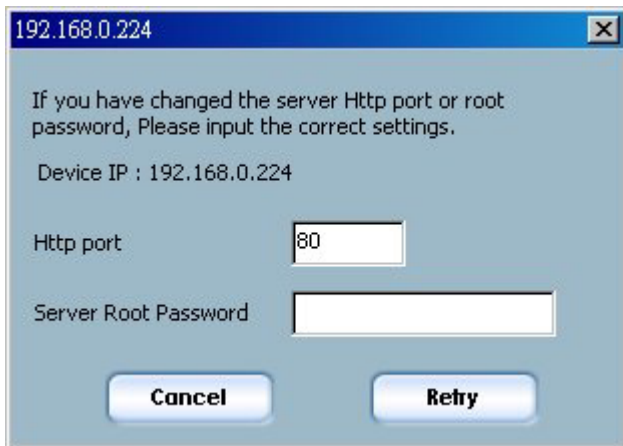 192.168.0.224
If you have changed the server Http port or root
password, Please input the correct settings.
Device IP : 192.168.0.224
Http port
80
Server Root Password
Cancel
Retry